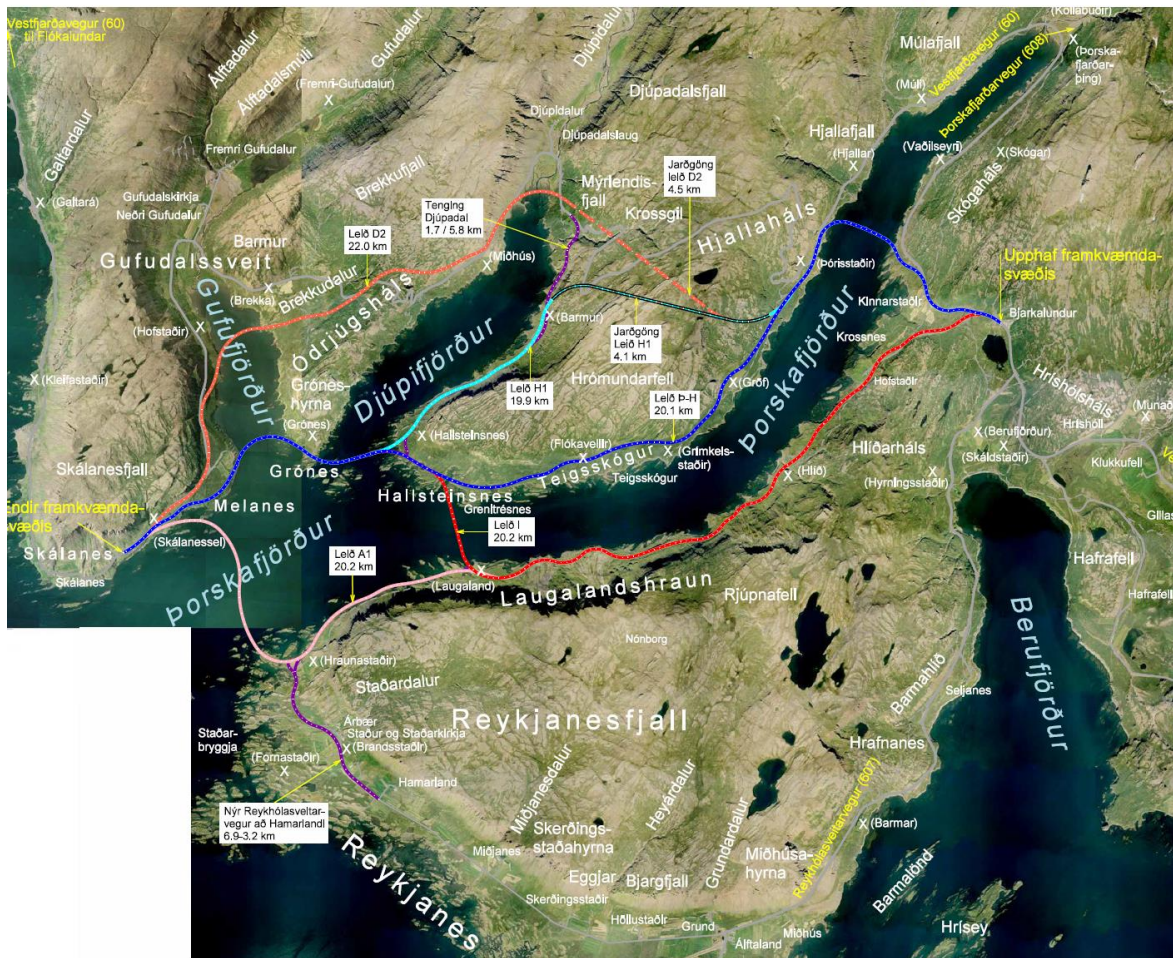 Vestfjarðavegur (60)
til Flókalundar
Álftadalur
Álftadalsmúli
Gufudalur
(Fremri-Gufudalur)
Fremri Gufudalur
Djúpidalur
Djúpidalur
Djúpadalslaug
Djúpadalsfjall
Múlafjall
(Múli)
Vestfjarðavegur (60)
Þorskafjarðarvegur (608)
(Kollabúðir)
(Þorska-
fjarðar-
þing)
Galtardalur
(Galtará)
Gufudalskirkja
Neðri Gufudalur
Barmur
Gufudalssveit
(Brekka)
Brekkudalur
Brekkufjall
Leið D2
22.0 km
Tenging
Djúpadal
1.7 / 5.8 km
Mýrlendis-
fjall
Krossgil
Jarðgöng
leið D2
4.5 km
Hjallafjall
(Hjallar)
(Vaðilseyri)
(Skógar)
Skógaháls
Hjallaháls
(Miðhús)
(Þórisstaðir)
Upphaf framkvæmda-
svæðis
(Hofstaðir)
Gufufjörður
Ódrjúgsháls
Djúpifjörður
(Barmur)
Jarðgöng
Leið H1
4.1 km
Kinnarstaðir
Bjarkalundur
Krossnes
Þorskafjörður
(Kleifastaðir)
Grónes-
hyrna
(Grónes)
Leið H1
19.9 km
Hrómundarfell
(Gröf)
Leið Þ-H
20.1 km
Hofstaðir
Hríshólsháls
Hríshóll
(Munað
Skálanesfjall
Grónes
(Hallsteinsnes)
(Flókavellir)
(Grímkels-
staðir)
Teigsskógur
Teigsskógur
Hlíðarháls
(Berufjörður)
(Skáldstaðir)
Klukkufell
(Hlíð)
(Hyrningsstaðir)
Endir framkvæmda-
svæðis
Melanes
Hallsteinsnes
Grenitrésnes
Skálanes
(Skálanessel)
Skálanes
Þorskafjörður
Leið I
20.2 km
Leið A1
20.2 km
(Laugaland)
Laugalandshraun
Rjúpnafell
Hafrafell
Hafrafell
Berufjörður
Nónborg
(Hraunastaðir)
Staðardalur
Reykjanesfjall
Barmahlíð
Seljanes
Staðar-
bryggja
Árbær
Staður og Staðarkirkja
(Brandsstaðir)
(Fornastaðir)
Hrafnanes
Hamarland
Nýr Reykhólasveitar-
vegur að Hamarlandi
6.9-3.2 km
Miðjanesdalur
Heyárdalur
Grundardalur
Reykhólasveitarvegur (607)
(Barmar)
Skerðings-
staðahyrna
Miðhúsa-
hyrna
Miðjanes
Eggjar
Bjargfjall
Barmalönd
Reykjanes
Skerðingsstaðir
Höllustaðir
Grund
Miðhús
Álftaland
Hrísey